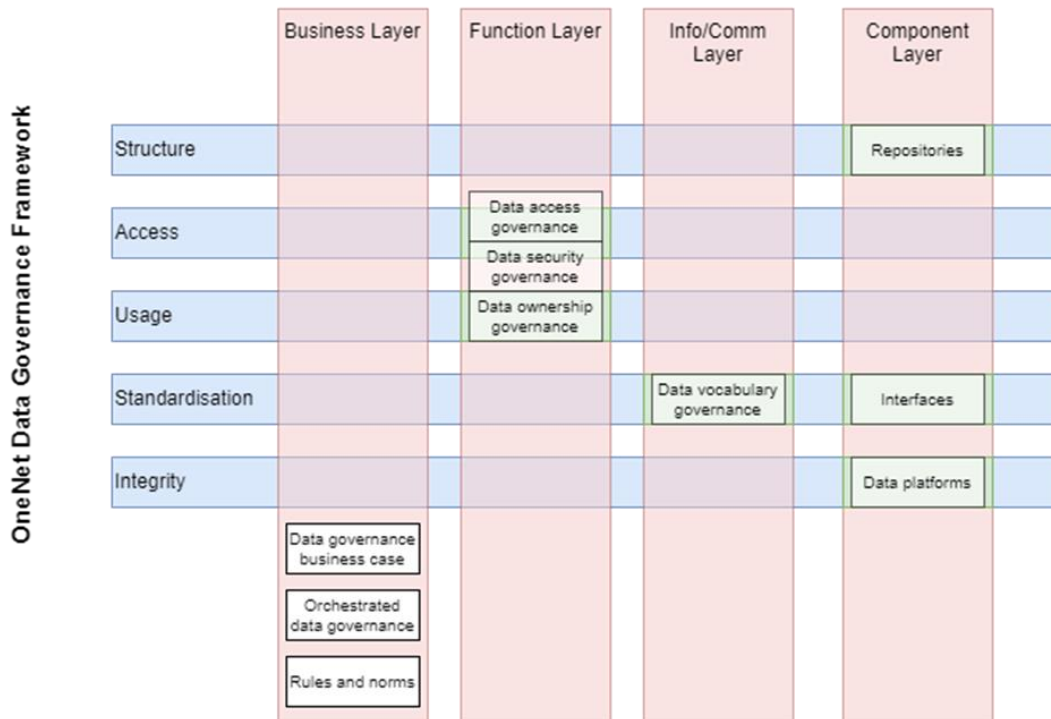 OneNet Data Governance Framework
Business Layer
Function Layer
Info/Comm
Layer
Component
Layer
Structure
Repositories
Access
Data access
governance
Data security
governance
Usage
Data ownership
governance
Standardisation
Data vocabulary
governance
Interfaces
Integrity
Data platforms
Data governance
business case
Orchestrated
data governance
Rules and norms